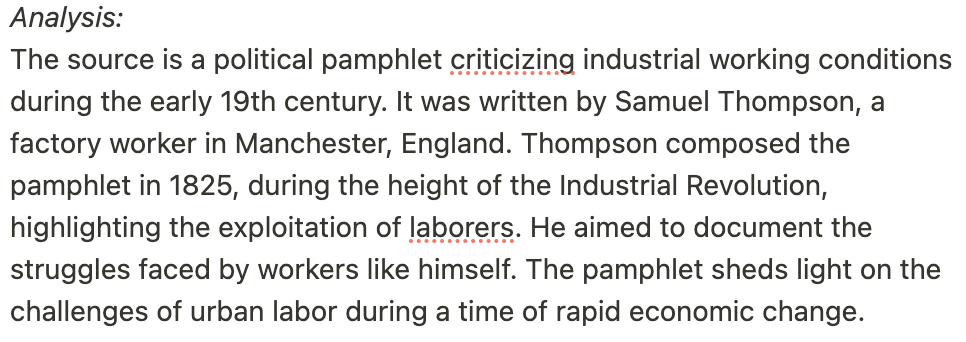 Analysis:
The source is a political pamphlet criticizing industrial working conditions
during the early 19th century. It was written by Samuel Thompson, a
factory worker in Manchester, England. Thompson composed the
pamphlet in 1825, during the height of the Industrial Revolution,
highlighting the exploitation of laborers. He aimed to document the
struggles faced by workers like himself. The pamphlet sheds light on the
challenges of urban labor during a time of rapid economic change.